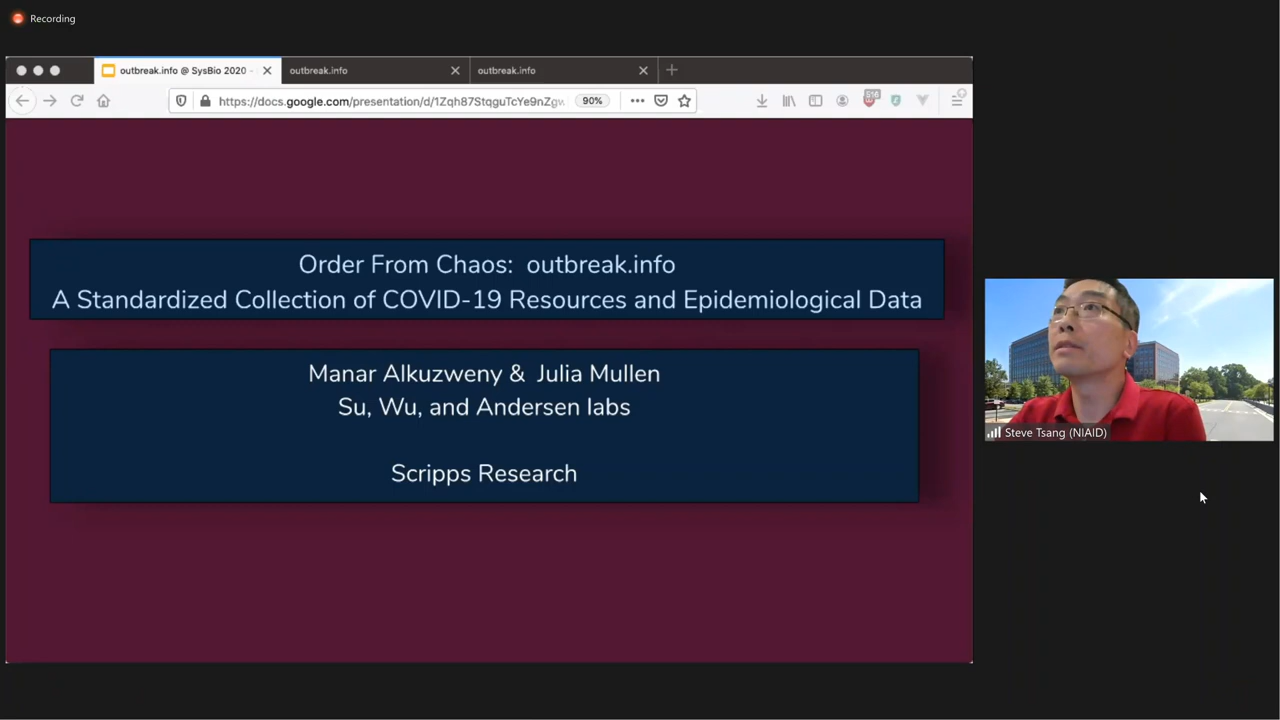 Recording
outbreak.info @ SysBio 2020 -
outbreak.info
outbreak.info
https://docs.google.com/presentation/d/1Zqh87StqguTcYe9nZgw
90%
516
Order From Chaos: outbreak.info
A Standardized Collection of COVID-19 Resources and Epidemiological Data
Manar Alkuzweny & Julia Mullen
Su, Wu, and Andersen labs
Scripps Research
Steve Tsang (NIAID)